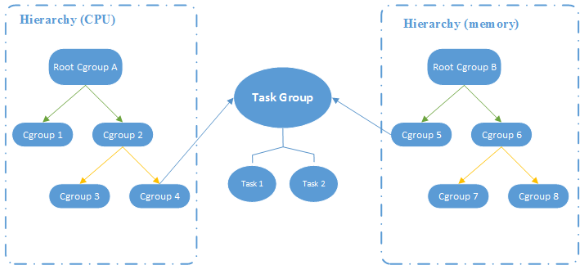 Hierarchy (CPU)
Root Cgroup A
Cgroup 1
Cgroup 2
Cgroup 3
Cgroup 4
Task Group
Task 1
Task 2
Hierarchy (memory)
Root Cgroup B
Cgroup 5
Cgroup 6
Cgroup 7
Cgroup 8